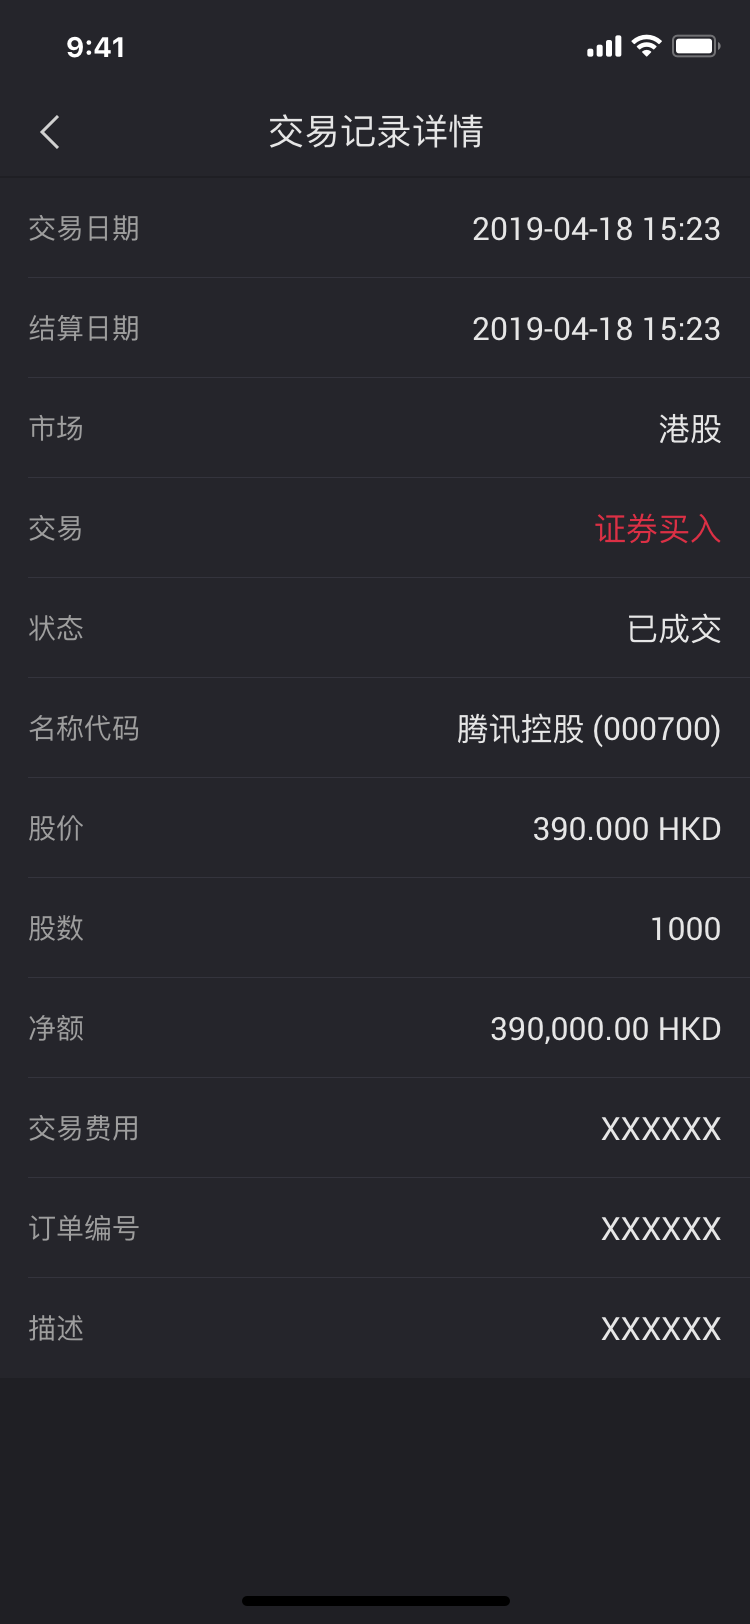 9:41
交易记录详情
交易日期 2019-04-18 15:23
结算日期 2019-04-18 15:23
市场 港股
交易 证券买入
状态 已成交
名称代码 腾讯控股 (000700)
股价 390.000 HKD
股数 1000
净额 390,000.00 HKD
交易费用 XXXXXX
订单编号 XXXXXX
描述 XXXXXX